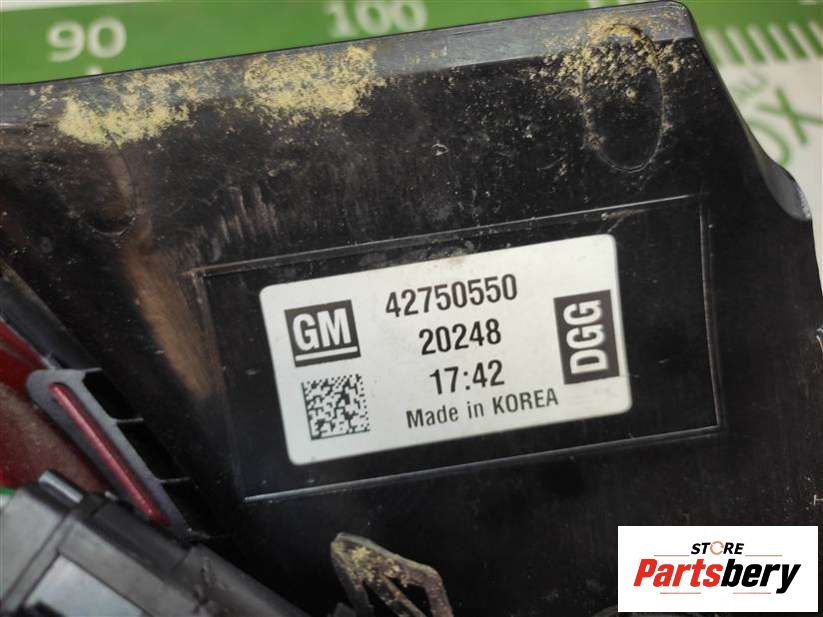 90
100
GM
42750550
20248
17:42
Made in KOREA
DGG
STORE
Partsbery